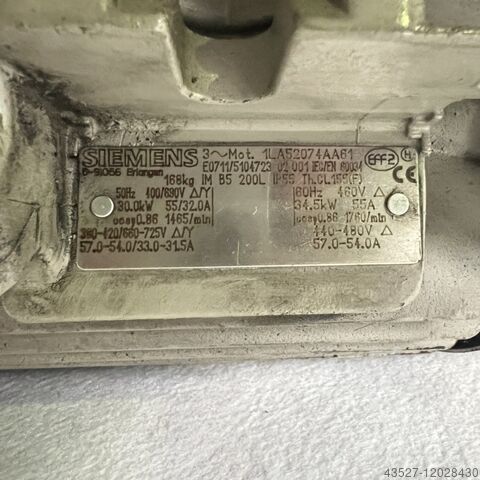 SIEMENS 3~Mot. 1LA52074AA61
D-91056 Erlangen E0711/5104723 02 001 IEC/EN 60034
168kg IM B5 200L IP55 Th.CL.155(F)
EFF2
50Hz 400/690V Δ/Y 60Hz 460V Δ
30.0kW 55/32.0A 34.5kW 55A
cosφ0.86 1465/min cosφ0.86 1760/min
380-420/660-725V Δ/Y 440-480V Δ
57.0-54.0/33.0-31.5A 57.0-54.0A
CE
43527-12028430